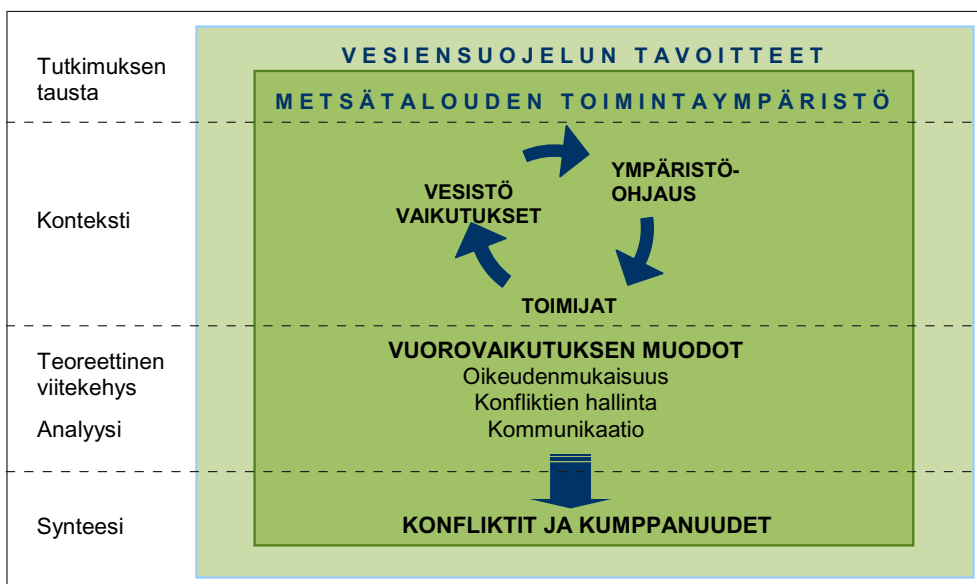 Tutkimuksen
tausta
VESIENSUOJELUN TAVOITTEET
METSÄTALOUDEN TOIMINTAYMPÄRISTÖ
Konteksti
VESISTÖ
VAIKUTUKSET
YMPÄRISTÖ-
OHJAUS
TOIMIJAT
Teoreettinen
viitekehys
Analyysi
VUOROVAIKUTUKSEN MUODOT
Oikeudenmukaisuus
Konfliktien hallinta
Kommunikaatio
Synteesi
KONFLIKTIT JA KUMPPANUUDET